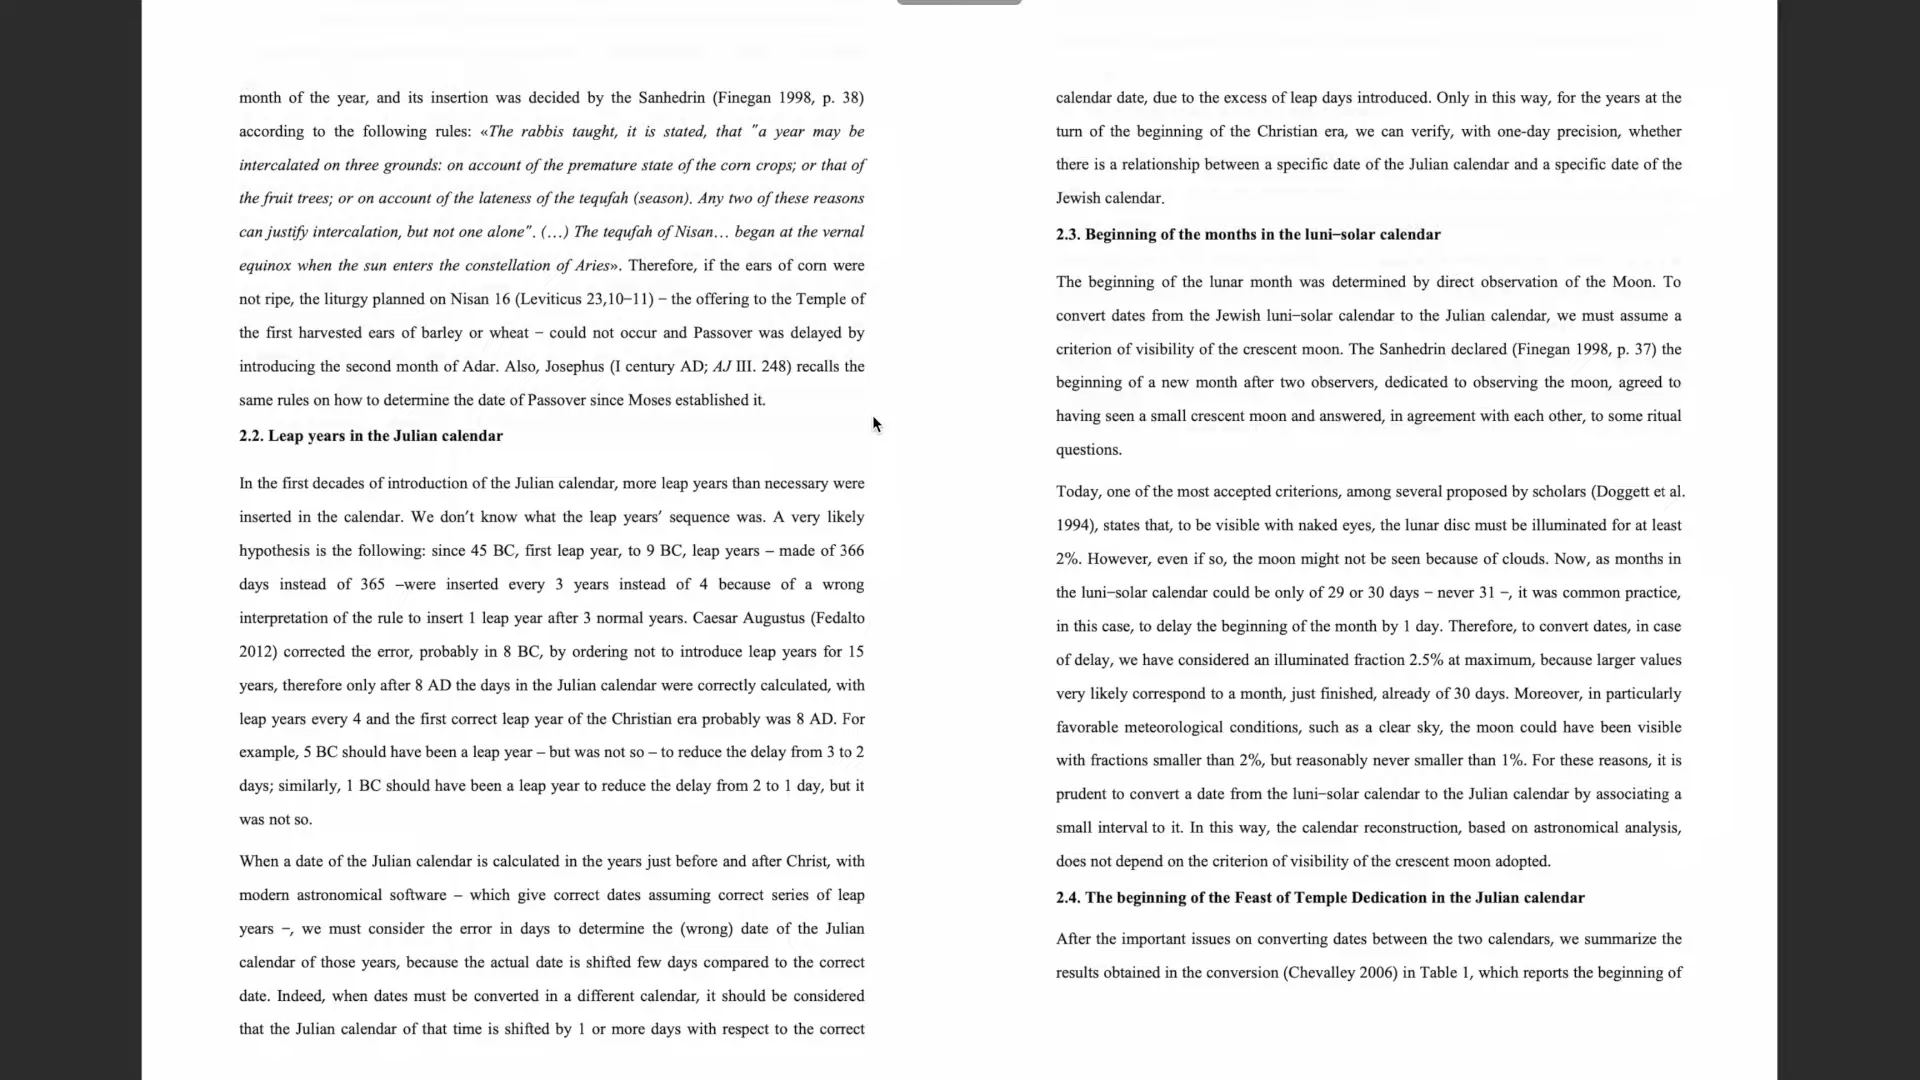 month of the year, and its insertion was decided by the Sanhedrin (Finegan 1998, p. 38)
according to the following rules: «The rabbis taught, it is stated, that "a year may be
intercalated on three grounds: on account of the premature state of the corn crops; or that of
the fruit trees; or on account of the lateness of the tequfah (season). Any two of these reasons
can justify intercalation, but not one alone". (…) The tequfah of Nisan… began at the vernal
equinox when the sun enters the constellation of Aries». Therefore, if the ears of corn were
not ripe, the liturgy planned on Nisan 16 (Leviticus 23,10−11) − the offering to the Temple of
the first harvested ears of barley or wheat − could not occur and Passover was delayed by
introducing the second month of Adar. Also, Josephus (I century AD; AJ III. 248) recalls the
same rules on how to determine the date of Passover since Moses established it.
2.2. Leap years in the Julian calendar
In the first decades of introduction of the Julian calendar, more leap years than necessary were
inserted in the calendar. We don't know what the leap years' sequence was. A very likely
hypothesis is the following: since 45 BC, first leap year, to 9 BC, leap years – made of 366
days instead of 365 –were inserted every 3 years instead of 4 because of a wrong
interpretation of the rule to insert 1 leap year after 3 normal years. Caesar Augustus (Fedalto
2012) corrected the error, probably in 8 BC, by ordering not to introduce leap years for 15
years, therefore only after 8 AD the days in the Julian calendar were correctly calculated, with
leap years every 4 and the first correct leap year of the Christian era probably was 8 AD. For
example, 5 BC should have been a leap year – but was not so – to reduce the delay from 3 to 2
days; similarly, 1 BC should have been a leap year to reduce the delay from 2 to 1 day, but it
was not so.
When a date of the Julian calendar is calculated in the years just before and after Christ, with
modern astronomical software − which give correct dates assuming correct series of leap
years −, we must consider the error in days to determine the (wrong) date of the Julian
calendar of those years, because the actual date is shifted few days compared to the correct
date. Indeed, when dates must be converted in a different calendar, it should be considered
that the Julian calendar of that time is shifted by 1 or more days with respect to the correct
calendar date, due to the excess of leap days introduced. Only in this way, for the years at the
turn of the beginning of the Christian era, we can verify, with one-day precision, whether
there is a relationship between a specific date of the Julian calendar and a specific date of the
Jewish calendar.
2.3. Beginning of the months in the luni−solar calendar
The beginning of the lunar month was determined by direct observation of the Moon. To
convert dates from the Jewish luni−solar calendar to the Julian calendar, we must assume a
criterion of visibility of the crescent moon. The Sanhedrin declared (Finegan 1998, p. 37) the
beginning of a new month after two observers, dedicated to observing the moon, agreed to
having seen a small crescent moon and answered, in agreement with each other, to some ritual
questions.
Today, one of the most accepted criterions, among several proposed by scholars (Doggett et al.
1994), states that, to be visible with naked eyes, the lunar disc must be illuminated for at least
2%. However, even if so, the moon might not be seen because of clouds. Now, as months in
the luni−solar calendar could be only of 29 or 30 days − never 31 −, it was common practice,
in this case, to delay the beginning of the month by 1 day. Therefore, to convert dates, in case
of delay, we have considered an illuminated fraction 2.5% at maximum, because larger values
very likely correspond to a month, just finished, already of 30 days. Moreover, in particularly
favorable meteorological conditions, such as a clear sky, the moon could have been visible
with fractions smaller than 2%, but reasonably never smaller than 1%. For these reasons, it is
prudent to convert a date from the luni−solar calendar to the Julian calendar by associating a
small interval to it. In this way, the calendar reconstruction, based on astronomical analysis,
does not depend on the criterion of visibility of the crescent moon adopted.
2.4. The beginning of the Feast of Temple Dedication in the Julian calendar
After the important issues on converting dates between the two calendars, we summarize the
results obtained in the conversion (Chevalley 2006) in Table 1, which reports the beginning of